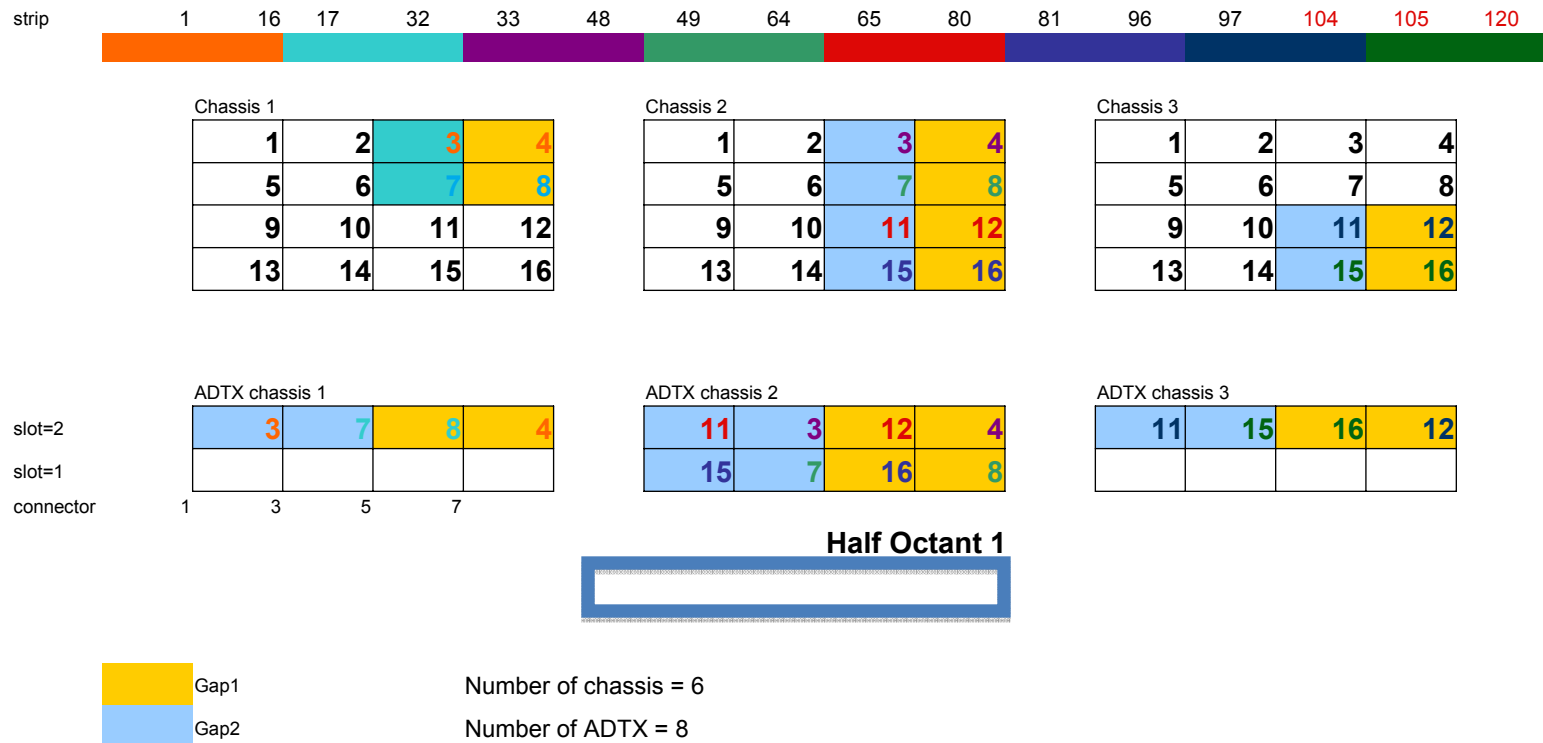 strip 1 16 17 32 33 48 49 64 65 80 81 96 97 104 105 120
Chassis 1 Chassis 2 Chassis 3
1 2 3 4 1 2 3 4 1 2 3 4
5 6 7 8 5 6 7 8 5 6 7 8
9 10 11 12 9 10 11 12 9 10 11 12
13 14 15 16 13 14 15 16 13 14 15 16
ADTX chassis 1 ADTX chassis 2 ADTX chassis 3
slot=2 3 7 8 4 11 3 12 4 11 15 16 12
slot=1 15 7 16 8
connector 1 3 5 7
Half Octant 1
Gap1 Number of chassis = 6
Gap2 Number of ADTX = 8